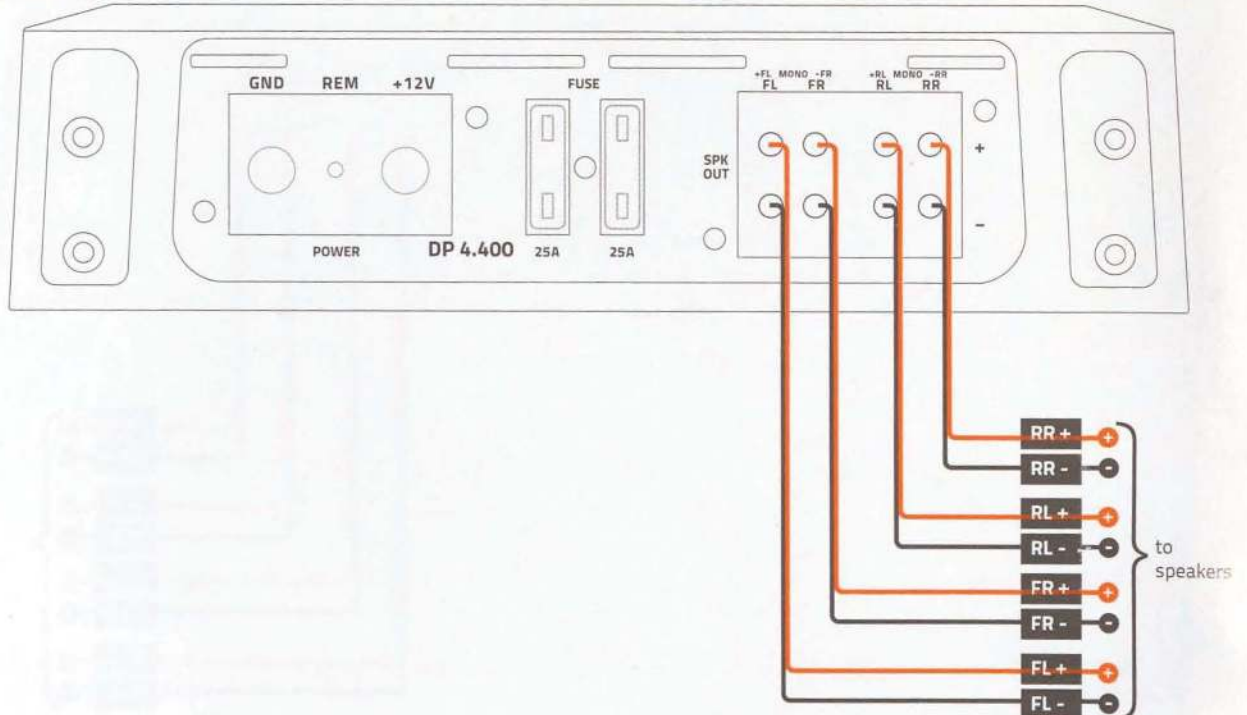 GND REM +12V
FUSE
+FL MONO -FR
FL FR
+RL MONO -RR
RL RR
SPK
OUT
+
-
POWER
DP 4.400
25A 25A
RR + +
RR - -
RL + +
RL - -
FR + +
FR - -
FL + +
FL - -
to
speakers